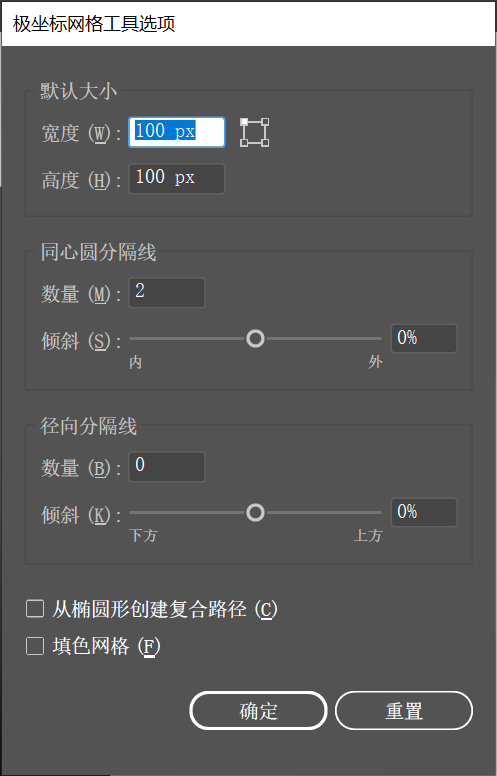 极坐标网格工具选项
默认大小
宽度 (W): 100 px
高度 (H): 100 px
同心圆分隔线
数量 (M): 2
倾斜 (S): 0%
内 外
径向分隔线
数量 (B): 0
倾斜 (K): 0%
下方 上方
从椭圆形创建复合路径 (C)
填色网格 (F)
确定 重置